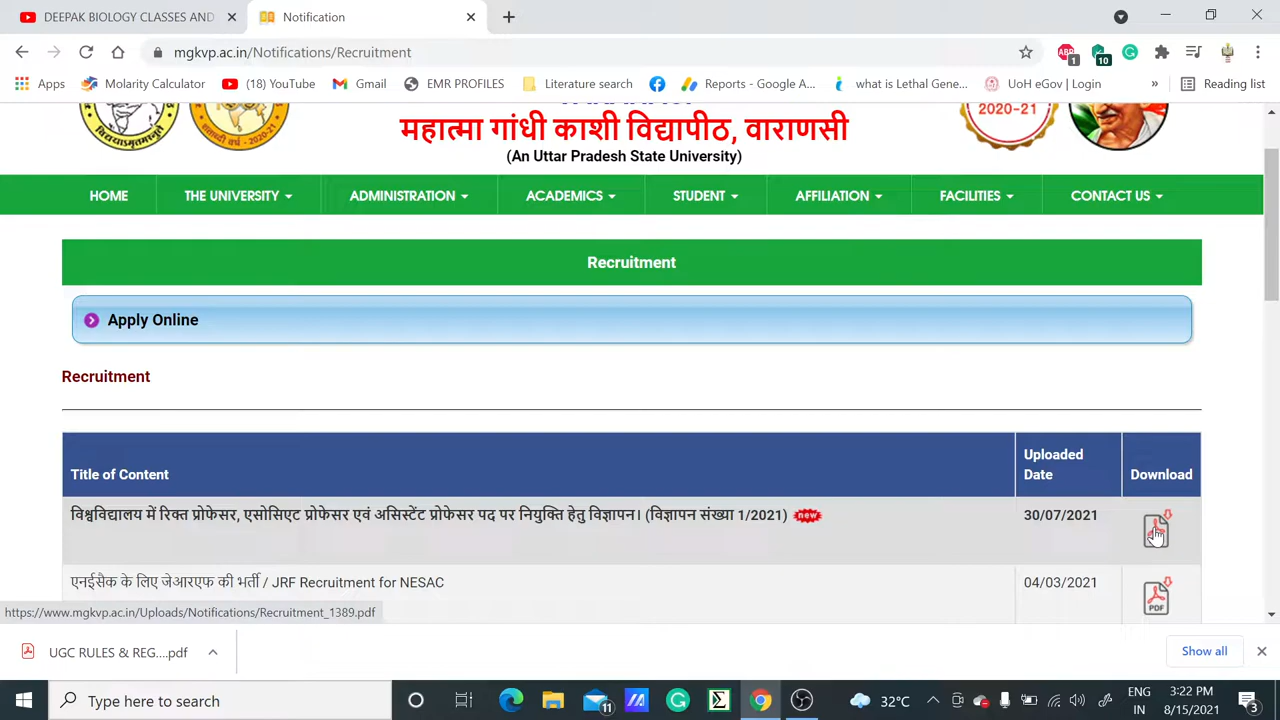 DEEPAK BIOLOGY CLASSES AND
Notification
mgkvp.ac.in/Notifications/Recruitment
Apps
Molarity Calculator
(18) YouTube
Gmail
EMR PROFILES
Literature search
Reports - Google A...
what is Lethal Gene...
UoH eGov | Login
»
Reading list
ABP
1
10
2020-21
महात्मा गांधी काशी विद्यापीठ, वाराणसी
(An Uttar Pradesh State University)
HOME
THE UNIVERSITY
ADMINISTRATION
ACADEMICS
STUDENT
AFFILIATION
FACILITIES
CONTACT US
Recruitment
Apply Online
Recruitment
Title of Content
Uploaded
Date
Download
विश्वविद्यालय में रिक्त प्रोफेसर, एसोसिएट प्रोफेसर एवं असिस्टेंट प्रोफेसर पद पर नियुक्ति हेतु विज्ञापन। (विज्ञापन संख्या 1/2021) new
30/07/2021
एनईसैक के लिए जेआरएफ की भर्ती / JRF Recruitment for NESAC
04/03/2021
PDF
https://www.mgkvp.ac.in/Uploads/Notifications/Recruitment_1389.pdf
UGC RULES & REG....pdf
Show all
Type here to search
11
32°C
ENG
IN
3:22 PM
8/15/2021
3